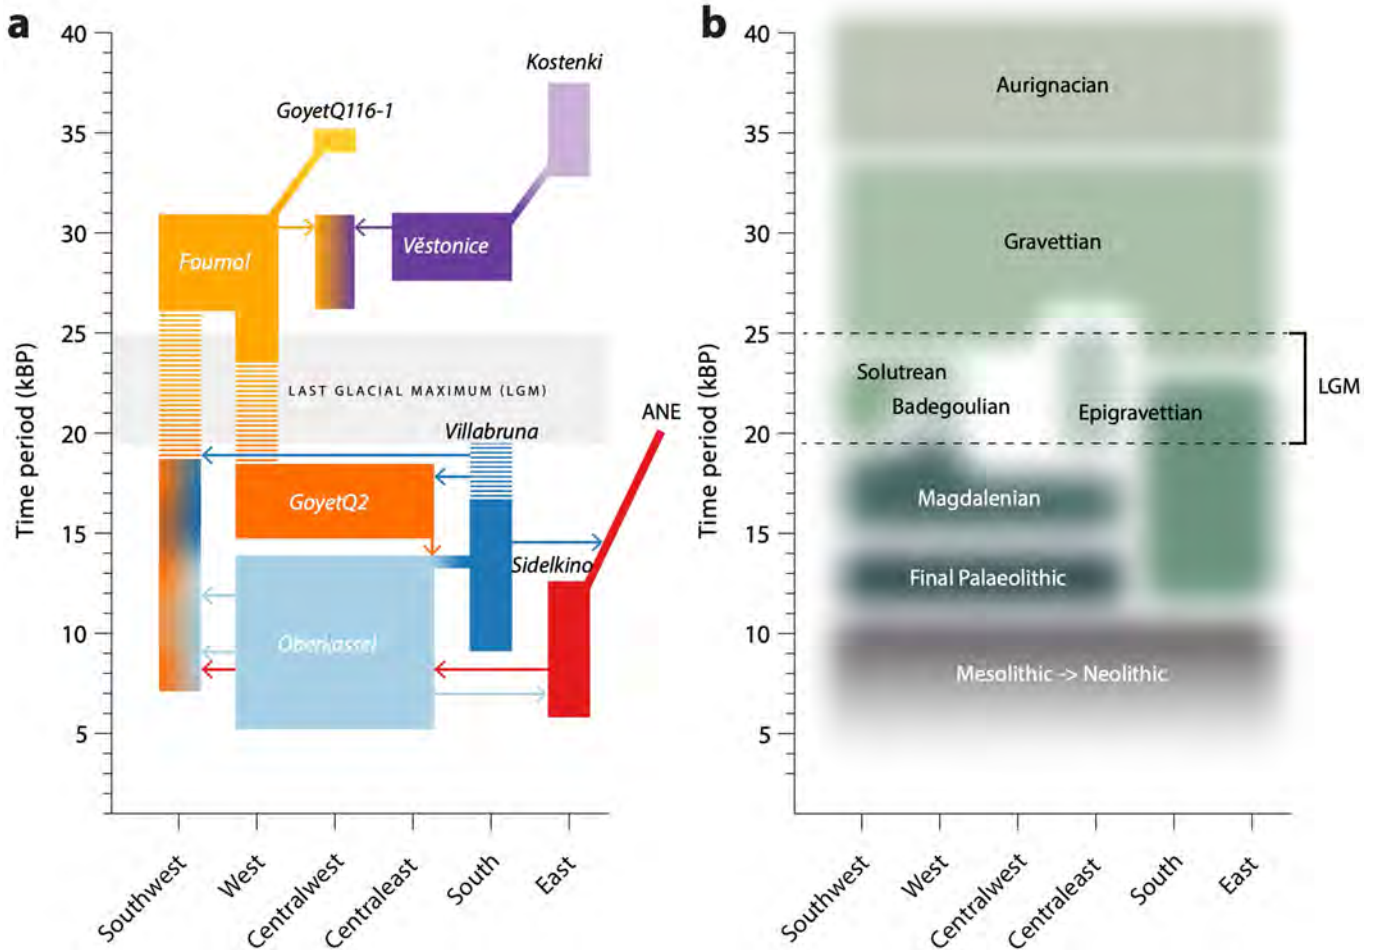 a
40
35
30
25
20
15
10
5
Time period (kBP)
Kostenki
GoyetQ116-1
Fournol
Věstonice
LAST GLACIAL MAXIMUM (LGM)
ANE
Villabruna
GoyetQ2
Sidelkino
Oberkassel
Southwest
West
Centralwest
Centraleast
South
East
b
40
35
30
25
20
15
10
5
Time period (kBP)
Aurignacian
Gravettian
Solutrean
Badegoulian
Epigravettian
LGM
Magdalenian
Final Palaeolithic
Mesolithic -> Neolithic
Southwest
West
Centralwest
Centraleast
South
East